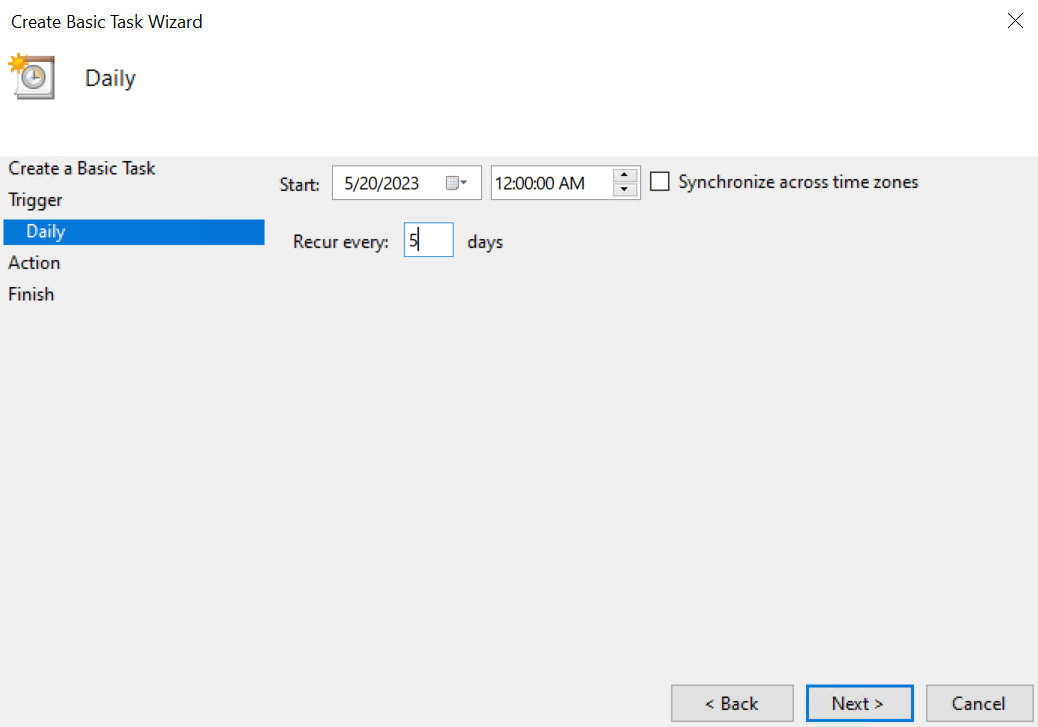 Create Basic Task Wizard
Daily
Create a Basic Task
Trigger
Daily
Action
Finish
Start: 5/20/2023 12:00:00 AM Synchronize across time zones
Recur every: 5 days
< Back Next > Cancel